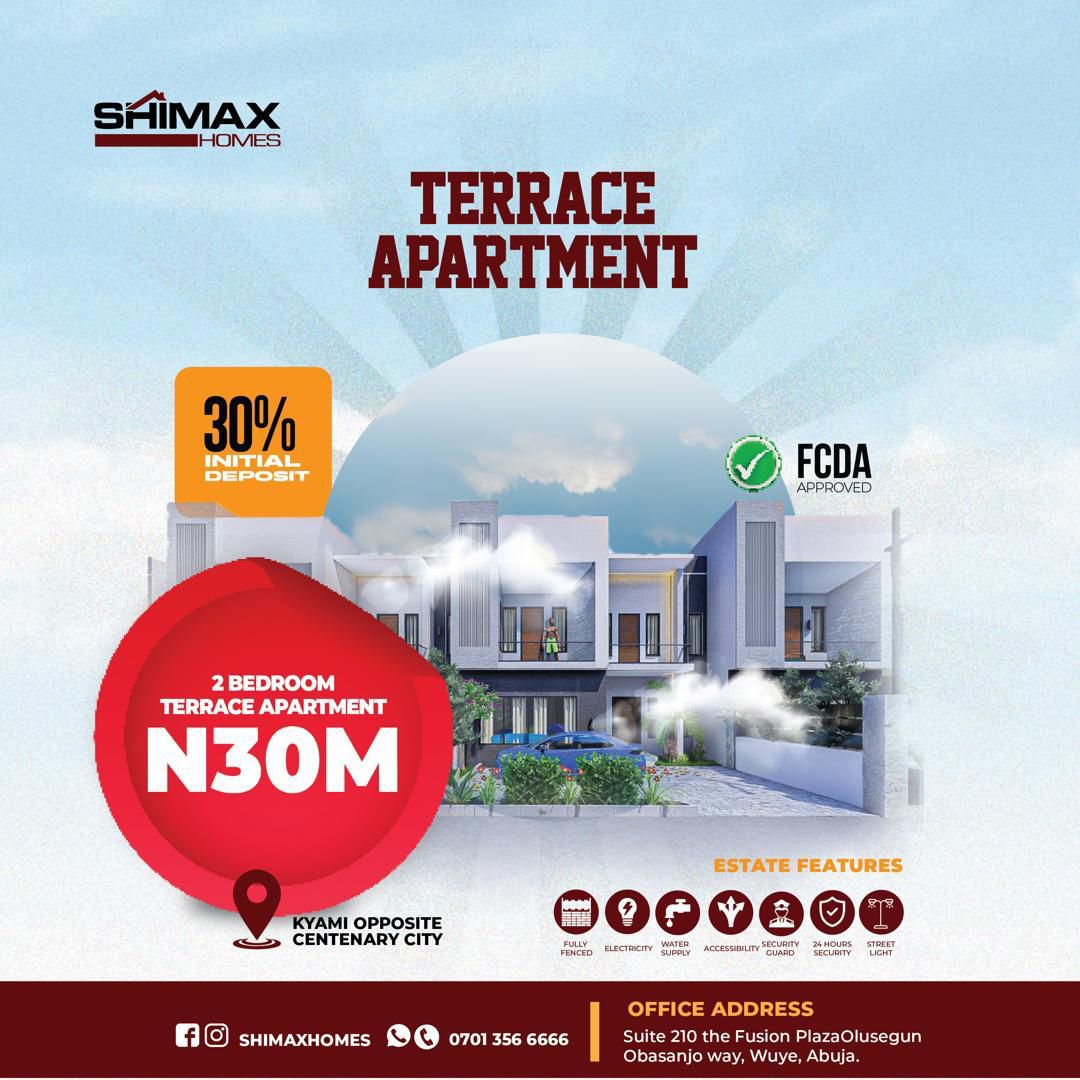 SHIMAX
HOMES
TERRACE
APARTMENT
30%
INITIAL
DEPOSIT
FCDA
APPROVED
2 BEDROOM
TERRACE APARTMENT
N30M
KYAMI OPPOSITE
CENTENARY CITY
ESTATE FEATURES
FULLY
FENCED
ELECTRICITY
WATER
SUPPLY
ACCESSIBILITY
SECURITY
GUARD
24 HOURS
SECURITY
STREET
LIGHT
SHIMAXHOMES
0701 356 6666
OFFICE ADDRESS
Suite 210 the Fusion PlazaOlusegun
Obasanjo way, Wuye, Abuja.